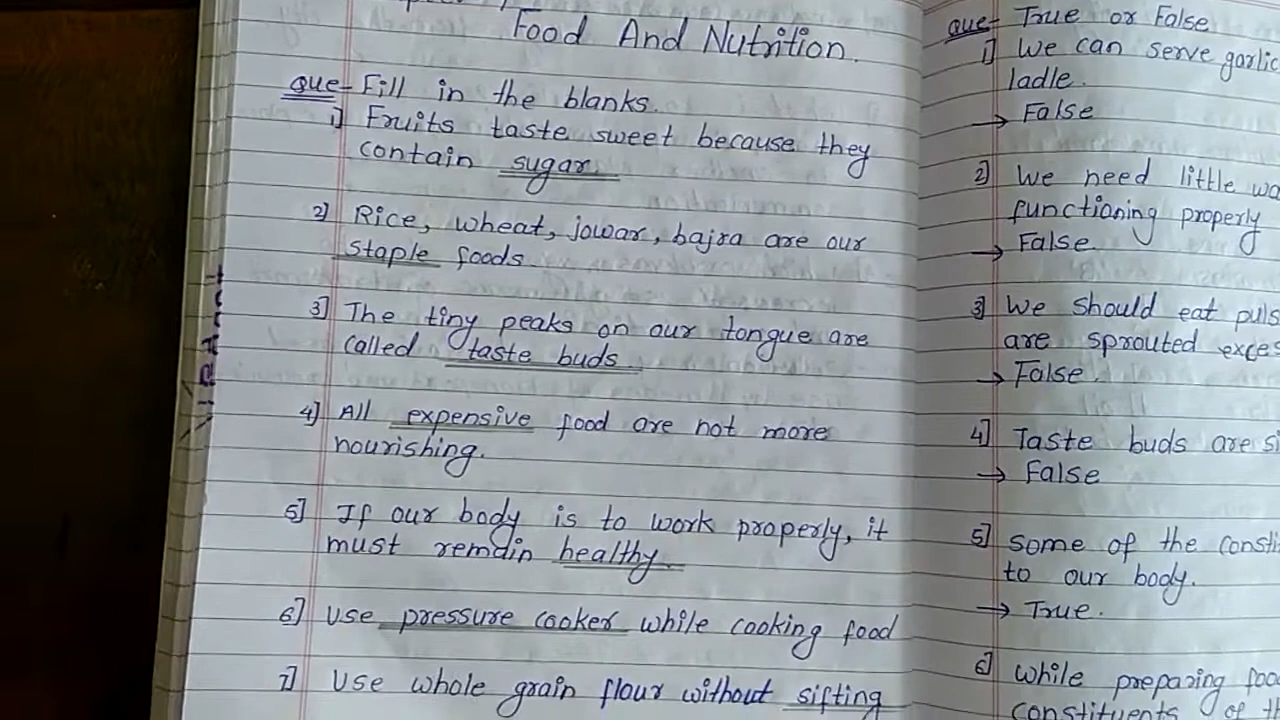 Food And Nutrition.
Que- Fill in the blanks.
1] Fruits taste sweet because they
contain sugar.
2] Rice, wheat, jowar, bajra are our
staple foods.
3] The tiny peaks on our tongue are
called taste buds.
4] All expensive food are not more
nourishing.
5] If our body is to work properly, it
must remain healthy.
6] Use pressure cooker while cooking food
7] Use whole grain flour without sifting
Que- True or False
1] We can serve garlic
ladle.
→ False
2] We need little
functioning properly
→ False.
3] We should eat
are sprouted
→ False.
4] Taste buds are
→ False
5] Some of the
to our body.
→ True.
6] While preparing
constituents of